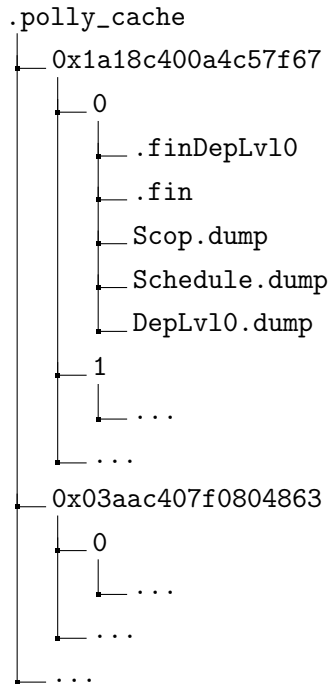 .polly_cache
0x1a18c400a4c57f67
0
.finDepLvl0
.fin
Scop.dump
Schedule.dump
DepLvl0.dump
1
...
...
0x03aac407f0804863
0
...
...
...